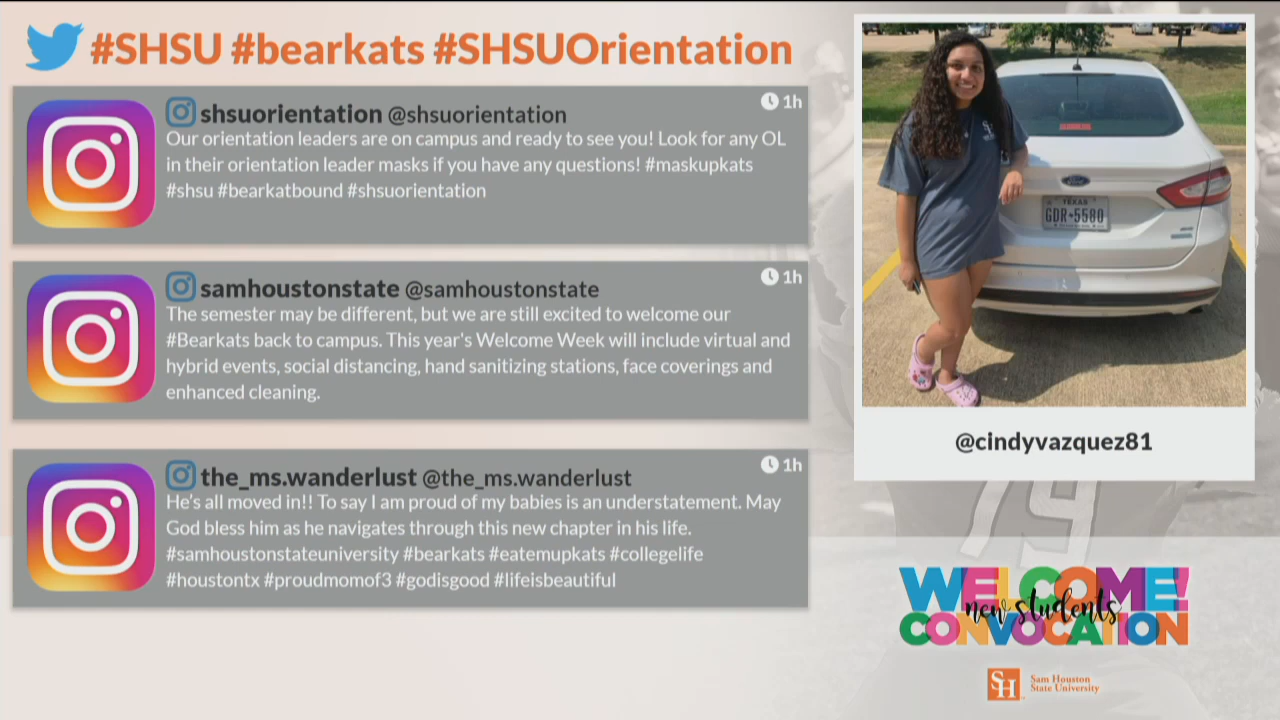 #SHSU #bearkats #SHSUOrientation
shsuorientation @shsuorientation
1h
Our orientation leaders are on campus and ready to see you! Look for any OL
in their orientation leader masks if you have any questions! #maskupkats
#shsu #bearkatbound #shsuorientation
samhoustonstate @samhoustonstate
1h
The semester may be different, but we are still excited to welcome our
#Bearkats back to campus. This year's Welcome Week will include virtual and
hybrid events, social distancing, hand sanitizing stations, face coverings and
enhanced cleaning.
the_ms.wanderlust @the_ms.wanderlust
1h
He's all moved in!! To say I am proud of my babies is an understatement. May
God bless him as he navigates through this new chapter in his life.
#samhoustonstateuniversity #bearkats #eatemupkats #collegelife
#houstontx #proudmomof3 #godisgood #lifeisbeautiful
SH
Ford
TEXAS
GDR•5580
@cindyvazquez81
79
WELCOME!
new students
CONVOCATION
SH
Sam Houston
State University